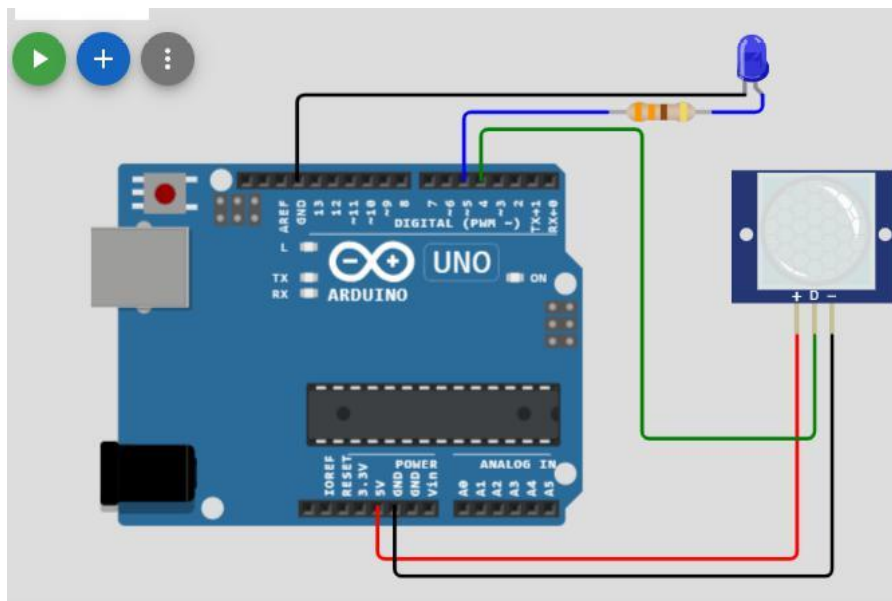 AREF
GND
13
12
~11
~10
~9
8
7
~6
~5
4
~3
2
TX→1
RX←0
DIGITAL (PWM ~)
L
TX
RX
UNO
ON
ARDUINO
+ D −
IOREF
RESET
3.3V
5V
GND
GND
Vin
POWER
ANALOG IN
A0
A1
A2
A3
A4
A5